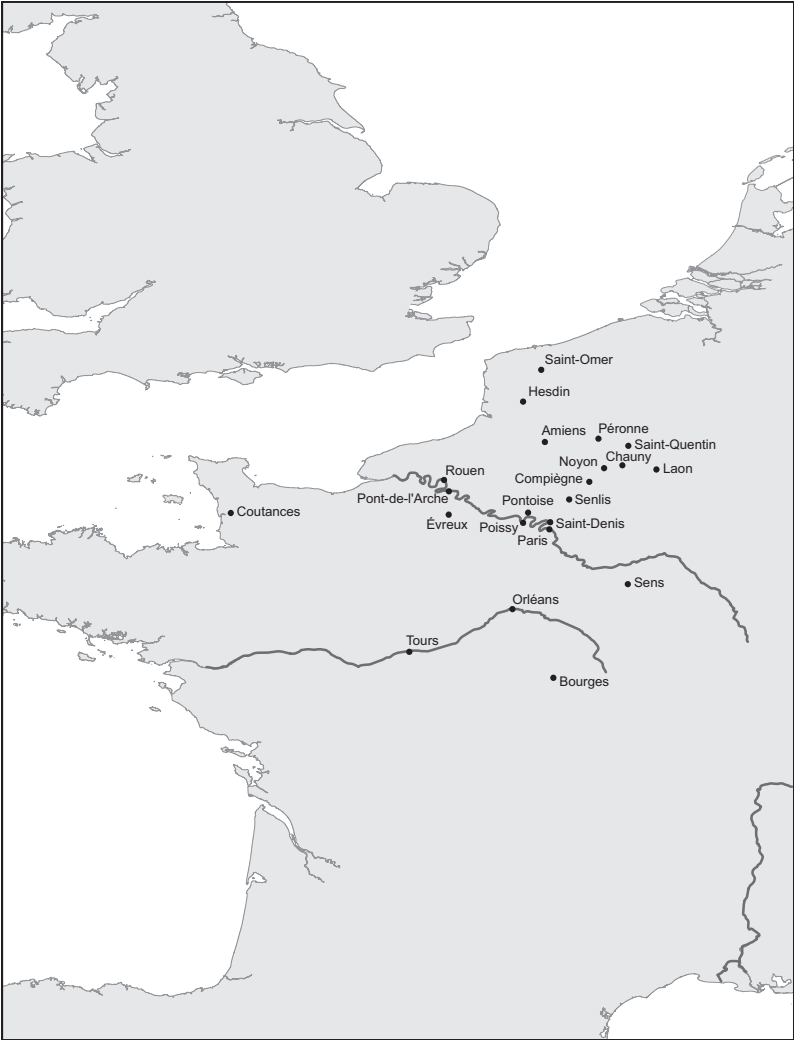 Saint-Omer
Hesdin
Amiens
Péronne
Saint-Quentin
Noyon
Chauny
Laon
Compiègne
Rouen
Pont-de-l'Arche
Pontoise
Senlis
Coutances
Évreux
Poissy
Saint-Denis
Paris
Sens
Orléans
Tours
Bourges